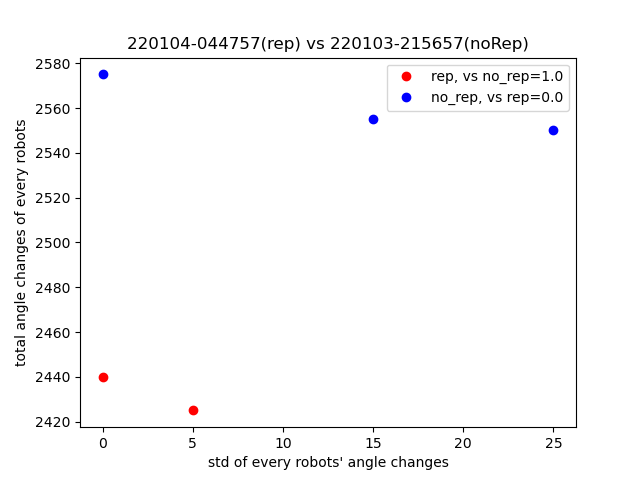 220104-044757(rep) vs 220103-215657(noRep)
rep, vs no_rep=1.0
no_rep, vs rep=0.0
total angle changes of every robots
2580
2560
2540
2520
2500
2480
2460
2440
2420
0 5 10 15 20 25
std of every robots' angle changes